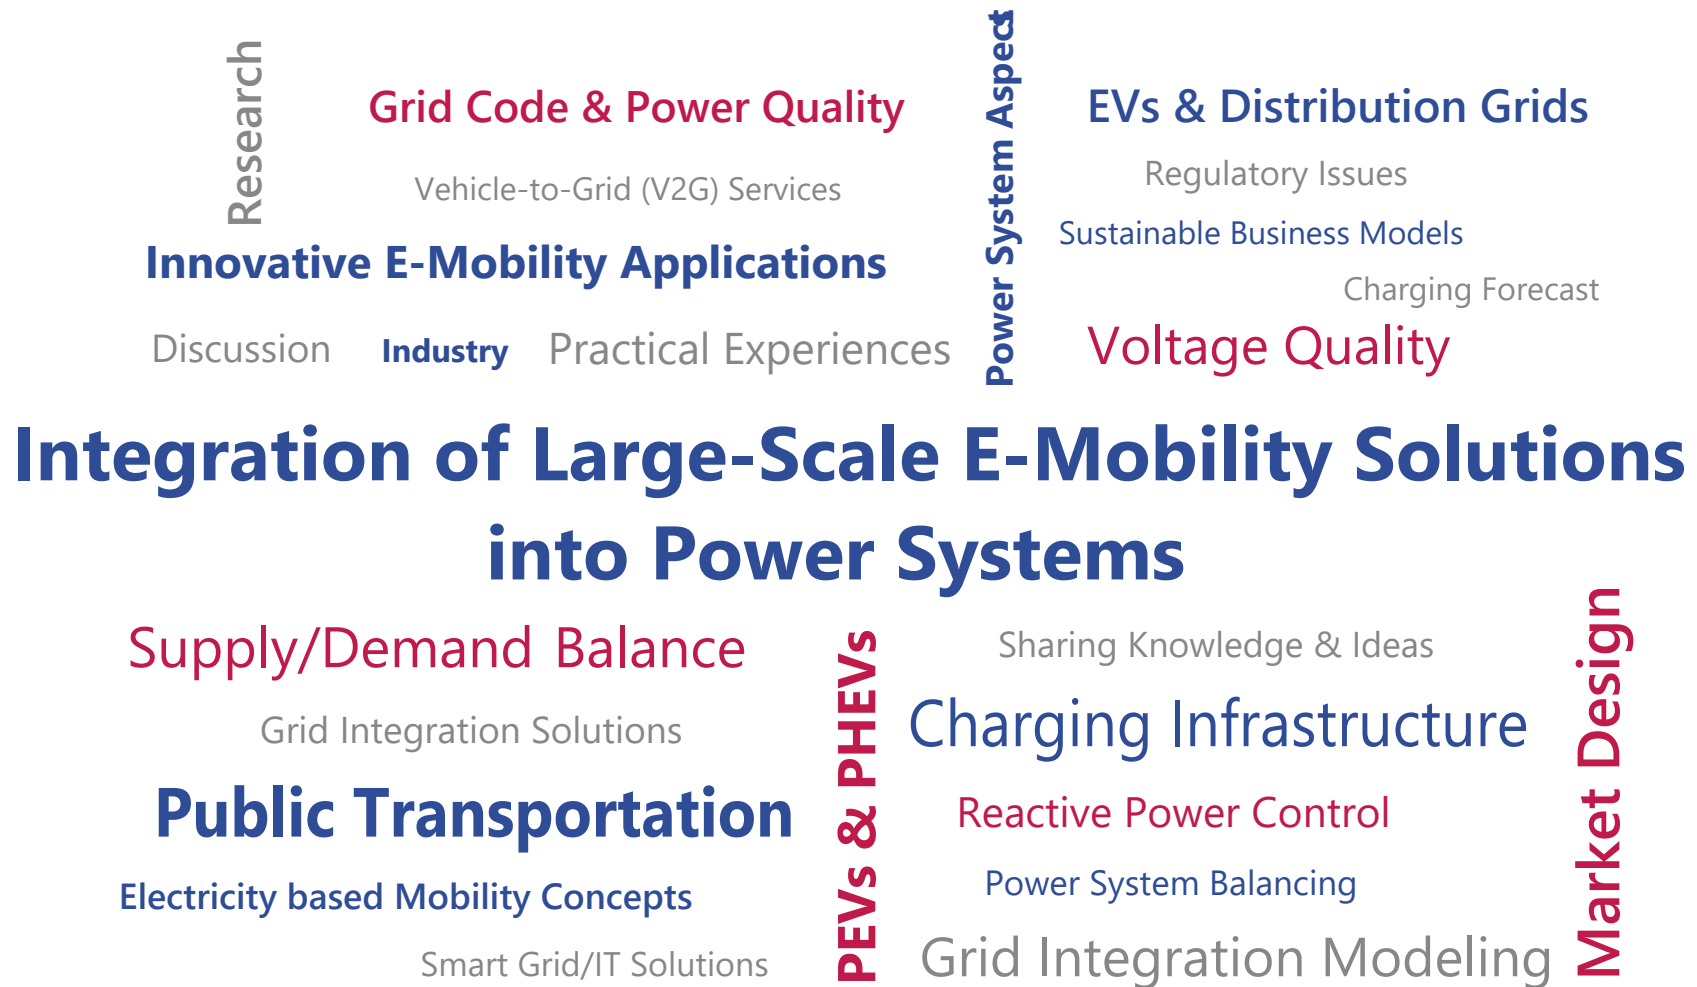 Research
Grid Code & Power Quality
Vehicle-to-Grid (V2G) Services
Innovative E-Mobility Applications
Discussion
Industry
Practical Experiences
Power System Aspects
EVs & Distribution Grids
Regulatory Issues
Sustainable Business Models
Charging Forecast
Voltage Quality
Integration of Large-Scale E-Mobility Solutions
into Power Systems
Supply/Demand Balance
Grid Integration Solutions
Public Transportation
Electricity based Mobility Concepts
Smart Grid/IT Solutions
PEVs & PHEVs
Sharing Knowledge & Ideas
Charging Infrastructure
Reactive Power Control
Power System Balancing
Grid Integration Modeling
Market Design